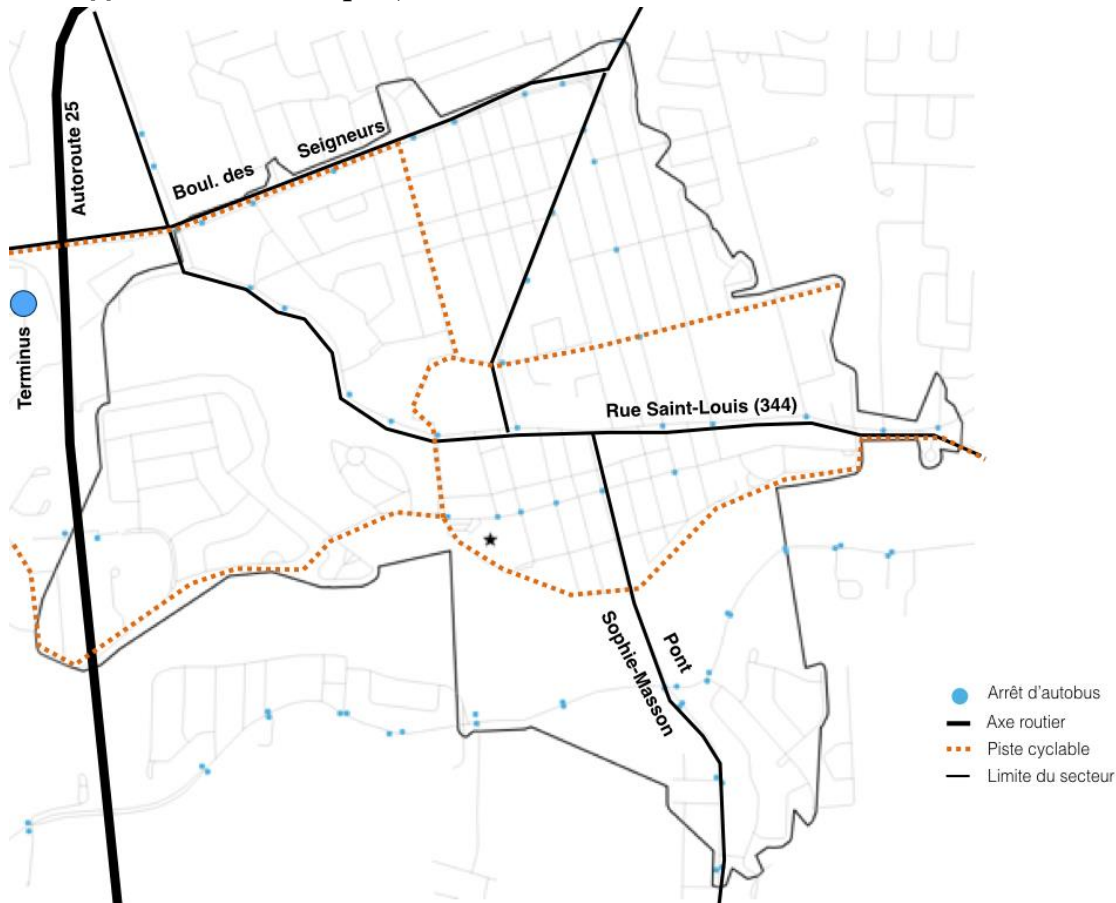 Autoroute 25
Boul. des Seigneurs
Terminus
Rue Saint-Louis (344)
Pont
Sophie-Masson
Arrêt d'autobus
Axe routier
Piste cyclable
Limite du secteur